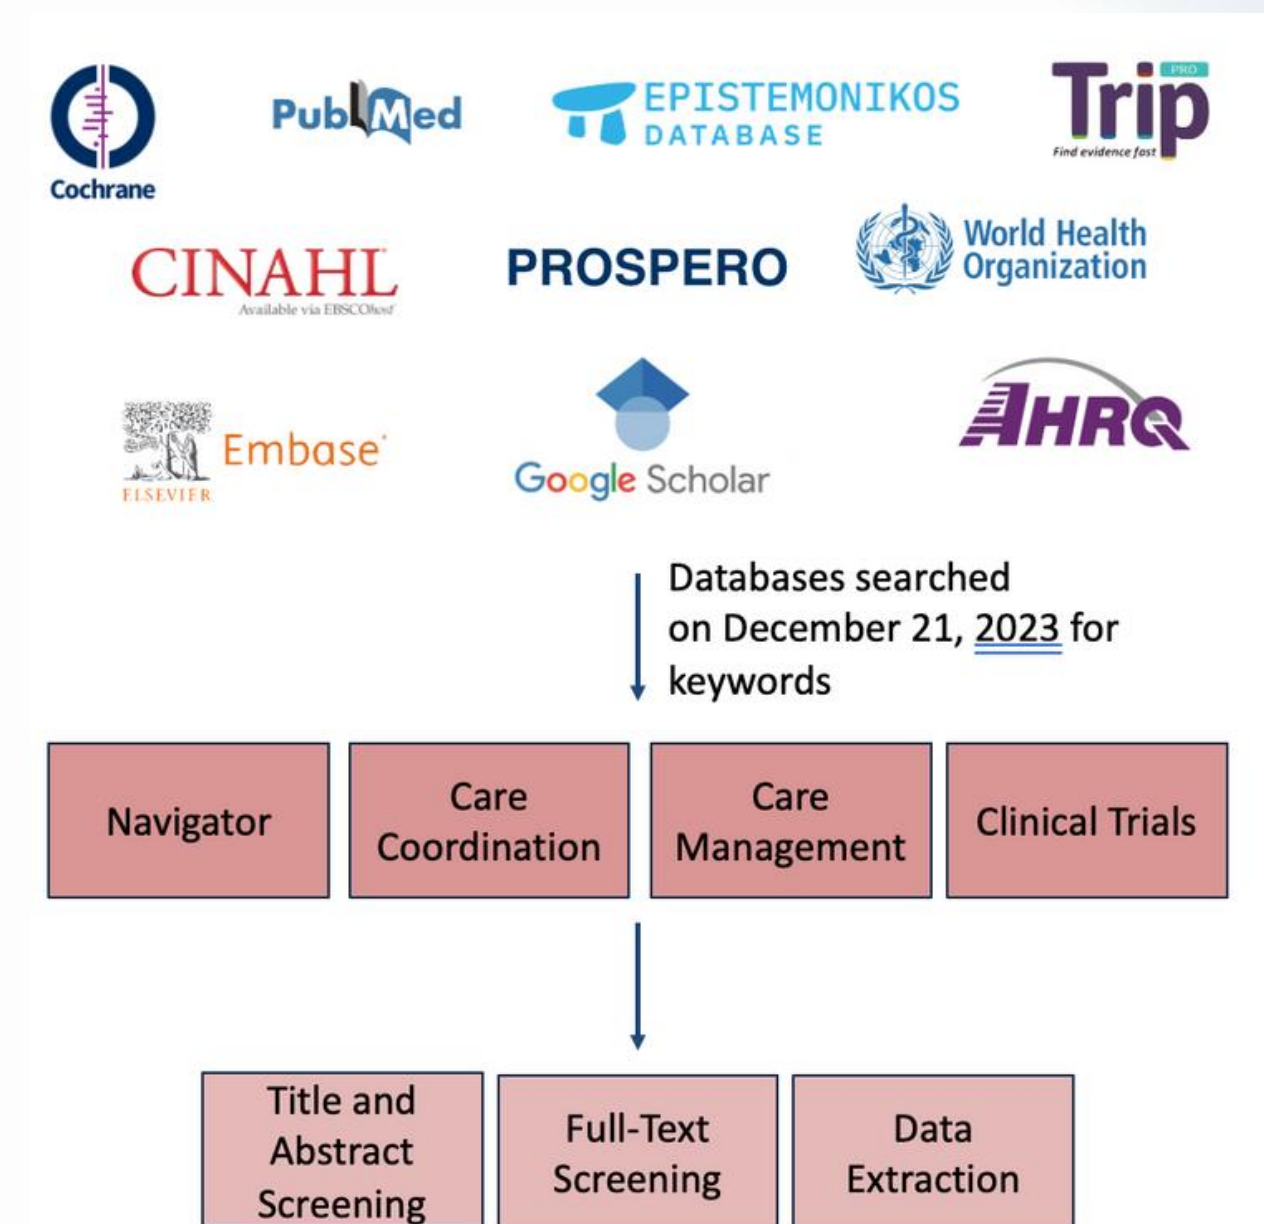 Cochrane
PubMed
EPISTEMONIKOS
DATABASE
Trip
PRO
Find evidence fast
CINAHL
Available via EBSCOhost
PROSPERO
World Health
Organization
ELSEVIER
Embase
Google Scholar
AHRQ
Databases searched
on December 21, 2023 for
keywords
Navigator
Care
Coordination
Care
Management
Clinical Trials
Title and
Abstract
Screening
Full-Text
Screening
Data
Extraction